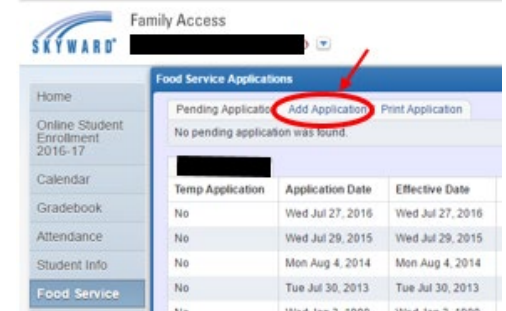 Family Access
SKYWARD
Food Service Applications
Home
Online Student
Enrollment
2016-17
Calendar
Gradebook
Attendance
Student Info
Food Service
Pending Applicatio Add Application Print Application
No pending application was found.
Temp Application Application Date Effective Date
No Wed Jul 27, 2016 Wed Jul 27, 2016
No Wed Jul 29, 2015 Wed Jul 29, 2015
No Mon Aug 4, 2014 Mon Aug 4, 2014
No Tue Jul 30, 2013 Tue Jul 30, 2013